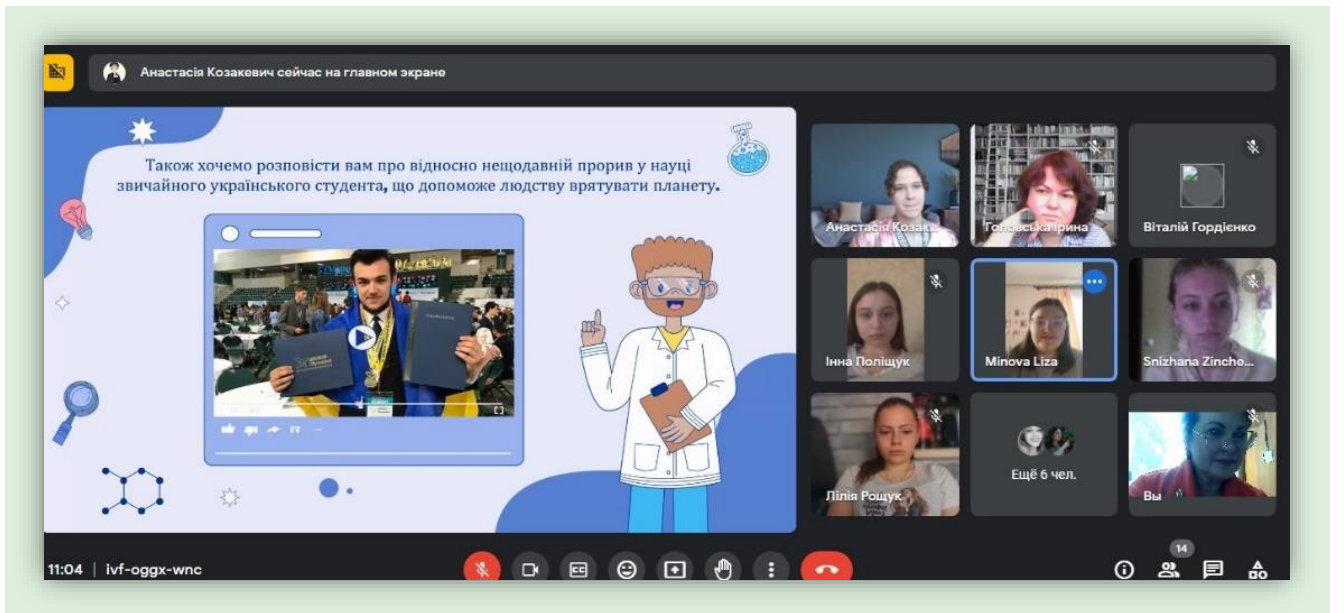 Анастасія Козакевич сейчас на главном экране
Також хочемо розповісти вам про відносно нещодавній прорив у науці
звичайного українського студента, що допоможе людству врятувати планету.
Анастасія Козак...
Головська Ірина
Віталій Гордієнко
Інна Поліщук
Minova Liza
Snizhana Zincho...
Лілія Рощук
Ещё 6 чел.
Вы
11:04 | ivf-oggx-wnc
CC
14